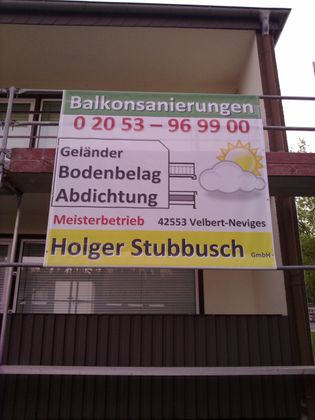 Balkonsanierungen
0 20 53 – 96 99 00
Geländer
Bodenbelag
Abdichtung
Meisterbetrieb 42553 Velbert-Neviges
Holger Stubbusch GmbH